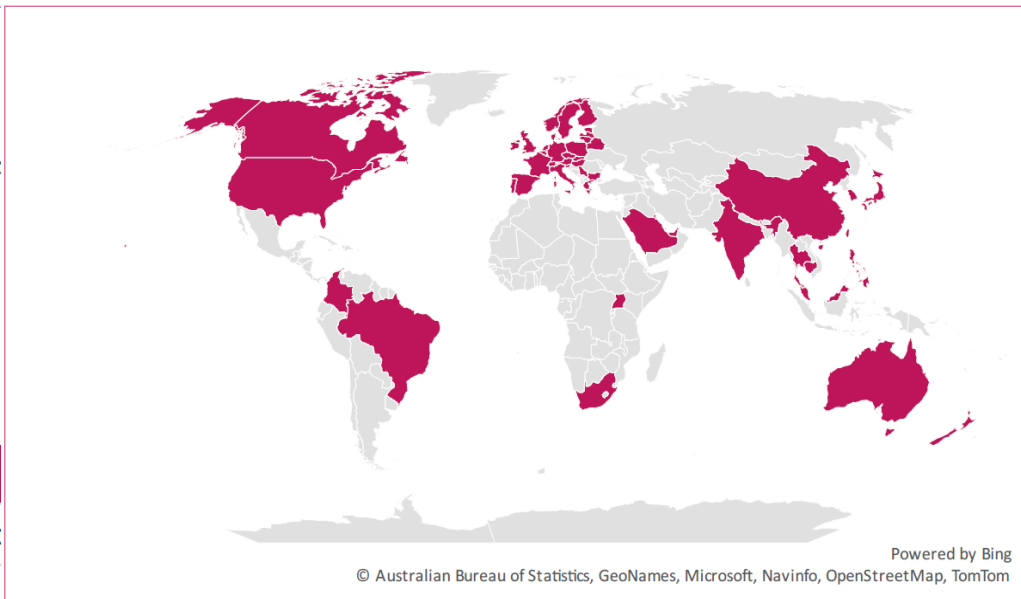 Powered by Bing
© Australian Bureau of Statistics, GeoNames, Microsoft, Navinfo, OpenStreetMap, TomTom